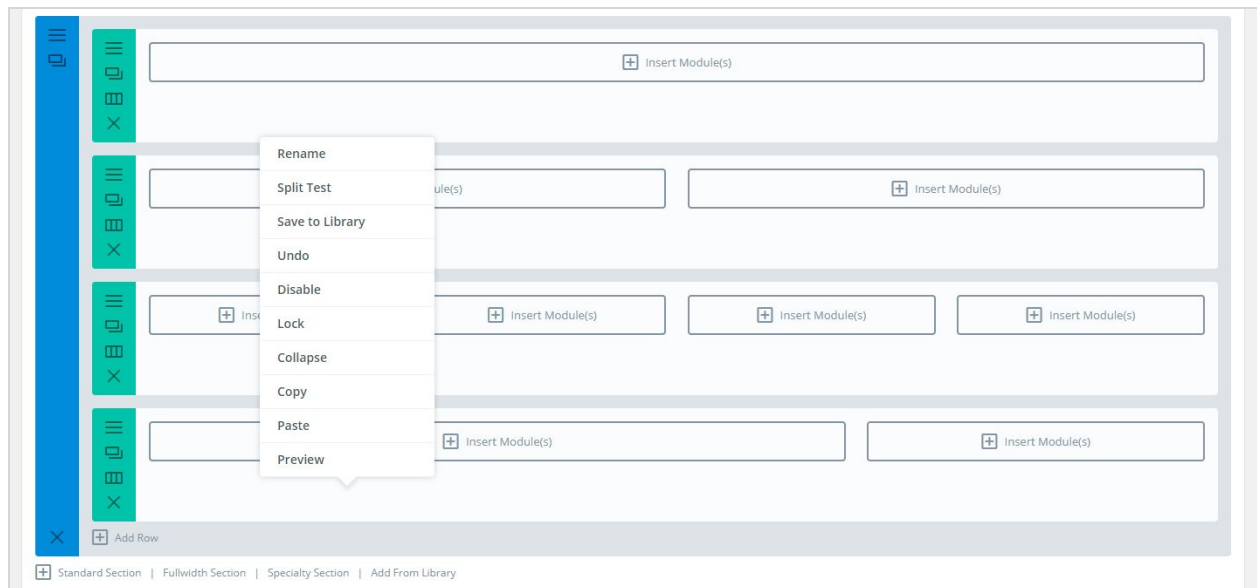 Insert Module(s)
Rename
Split Test
ule(s)
Insert Module(s)
Save to Library
Undo
Disable
Lock
Inse
Insert Module(s)
Insert Module(s)
Insert Module(s)
Collapse
Copy
Paste
Insert Module(s)
Insert Module(s)
Preview
Add Row
Standard Section | Fullwidth Section | Specialty Section | Add From Library